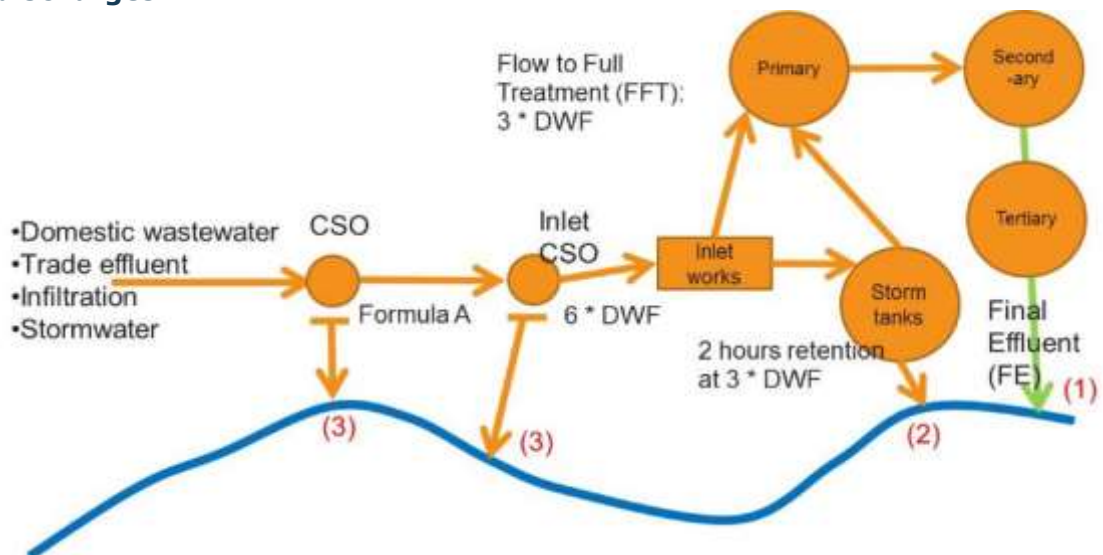 Flow to Full
Treatment (FFT):
3 * DWF
Primary
Second
-ary
Tertiary
•Domestic wastewater
•Trade effluent
•Infiltration
•Stormwater
CSO
Formula A
Inlet
CSO
6 * DWF
Inlet
works
Storm
tanks
2 hours retention
at 3 * DWF
Final
Effluent
(FE)
(1)
(2)
(3)
(3)